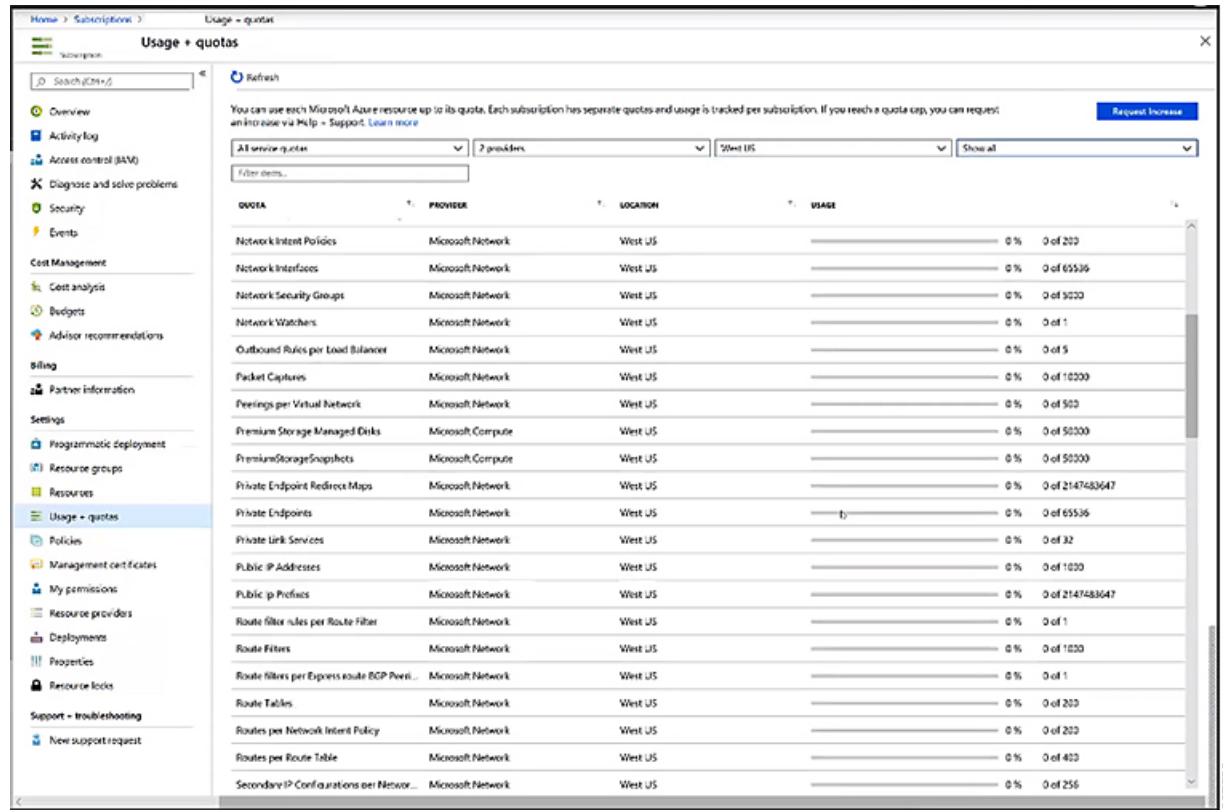 Home > Subscriptions > Usage + quotas
Usage + quotas
Subscription
Search (Ctrl+/)
«
Overview
Activity log
Access control (IAM)
Diagnose and solve problems
Security
Events
Cost Management
Cost analysis
Budgets
Advisor recommendations
Billing
Partner information
Settings
Programmatic deployment
Resource groups
Resources
Usage + quotas
Policies
Management certificates
My permissions
Resource providers
Deployments
Properties
Resource locks
Support + troubleshooting
New support request
Refresh
You can use each Microsoft Azure resource up to its quota. Each subscription has separate quotas and usage is tracked per subscription. If you reach a quota cap, you can request
an increase via Help + Support. Learn more
Request Increase
All service quotas 2 providers West US Show all
Filter items...
QUOTA PROVIDER LOCATION USAGE
Network Intent Policies Microsoft.Network West US 0 % 0 of 200
Network Interfaces Microsoft.Network West US 0 % 0 of 65536
Network Security Groups Microsoft.Network West US 0 % 0 of 5000
Network Watchers Microsoft.Network West US 0 % 0 of 1
Outbound Rules per Load Balancer Microsoft.Network West US 0 % 0 of 5
Packet Captures Microsoft.Network West US 0 % 0 of 10000
Peerings per Virtual Network Microsoft.Network West US 0 % 0 of 500
Premium Storage Managed Disks Microsoft.Compute West US 0 % 0 of 50000
PremiumStorageSnapshots Microsoft.Compute West US 0 % 0 of 50000
Private Endpoint Redirect Maps Microsoft.Network West US 0 % 0 of 2147483647
Private Endpoints Microsoft.Network West US 0 % 0 of 65536
Private Link Services Microsoft.Network West US 0 % 0 of 32
Public IP Addresses Microsoft.Network West US 0 % 0 of 1000
Public Ip Prefixes Microsoft.Network West US 0 % 0 of 2147483647
Route filter rules per Route Filter Microsoft.Network West US 0 % 0 of 1
Route Filters Microsoft.Network West US 0 % 0 of 1000
Route filters per Express route BGP Peeri... Microsoft.Network West US 0 % 0 of 1
Route Tables Microsoft.Network West US 0 % 0 of 200
Routes per Network Intent Policy Microsoft.Network West US 0 % 0 of 200
Routes per Route Table Microsoft.Network West US 0 % 0 of 400
Secondary IP Configurations per Networ... Microsoft.Network West US 0 % 0 of 256